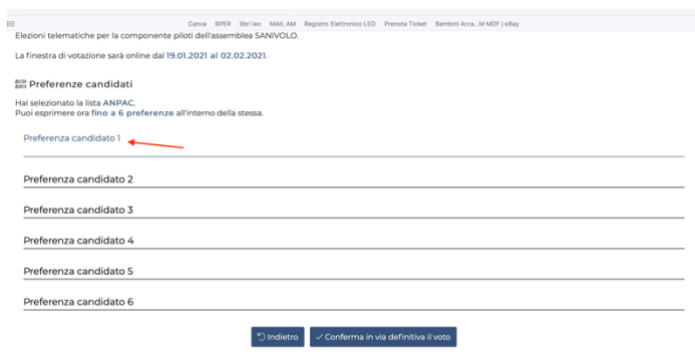 Canva BPER libri leo MAIL AM Registro Elettronico LEO Prenota Ticket Bambini Arca...M MDF | eBay
Elezioni telematiche per la componente piloti dell'assemblea SANIVOLO.
La finestra di votazione sarà online dal 19.01.2021 al 02.02.2021.
Preferenze candidati
Hai selezionato la lista ANPAC.
Puoi esprimere ora fino a 6 preferenze all'interno della stessa.
Preferenza candidato 1
Preferenza candidato 2
Preferenza candidato 3
Preferenza candidato 4
Preferenza candidato 5
Preferenza candidato 6
Indietro Conferma in via definitiva il voto